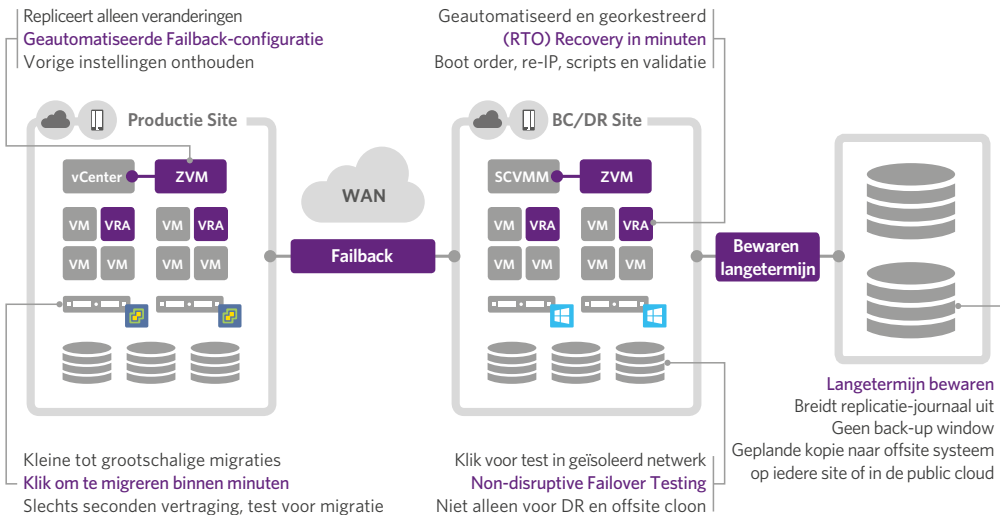 Repliceert alleen veranderingen
Geautomatiseerde Failback-configuratie
Vorige instellingen onthouden
Geautomatiseerd en georkestreerd
(RTO) Recovery in minuten
Boot order, re-IP, scripts en validatie
Productie Site
vCenter
ZVM
VM
VRA
VM
VRA
VM
VM
VM
VM
WAN
Failback
BC/DR Site
SCVMM
ZVM
VM
VRA
VM
VRA
VM
VM
VM
VM
Bewaren
langetermijn
Kleine tot grootschalige migraties
Klik om te migreren binnen minuten
Slechts seconden vertraging, test voor migratie
Klik voor test in geïsoleerd netwerk
Non-disruptive Failover Testing
Niet alleen voor DR en offsite cloon
Langetermijn bewaren
Breidt replicatie-journaal uit
Geen back-up window
Geplande kopie naar offsite systeem
op iedere site of in de public cloud